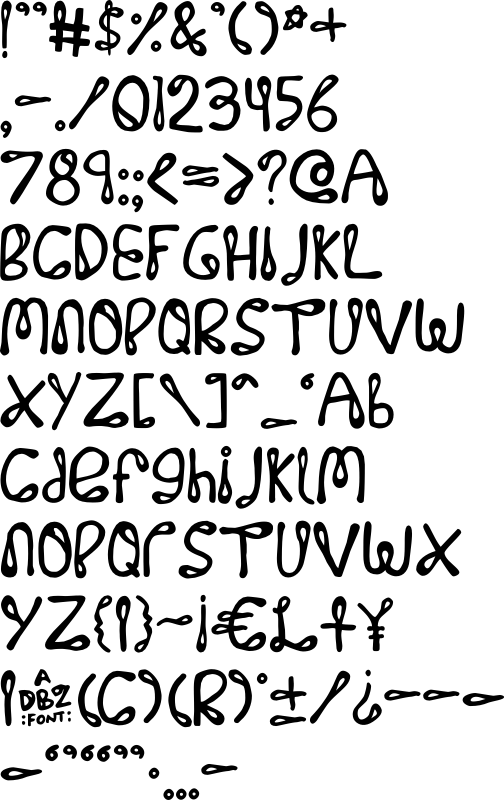 !"#$%&'()*+
,-./0123456
789:;<=>?@A
BCDEFGHIJKL
MNOPQRSTUVW
XYZ[\]^_`Ab
CdefghiJKlM
NOPQrSTUVWX
YZ{|}~¡€£†¥
|A DBZ :FONT:(C)(R)°±/¿---
–‘’“”.…-